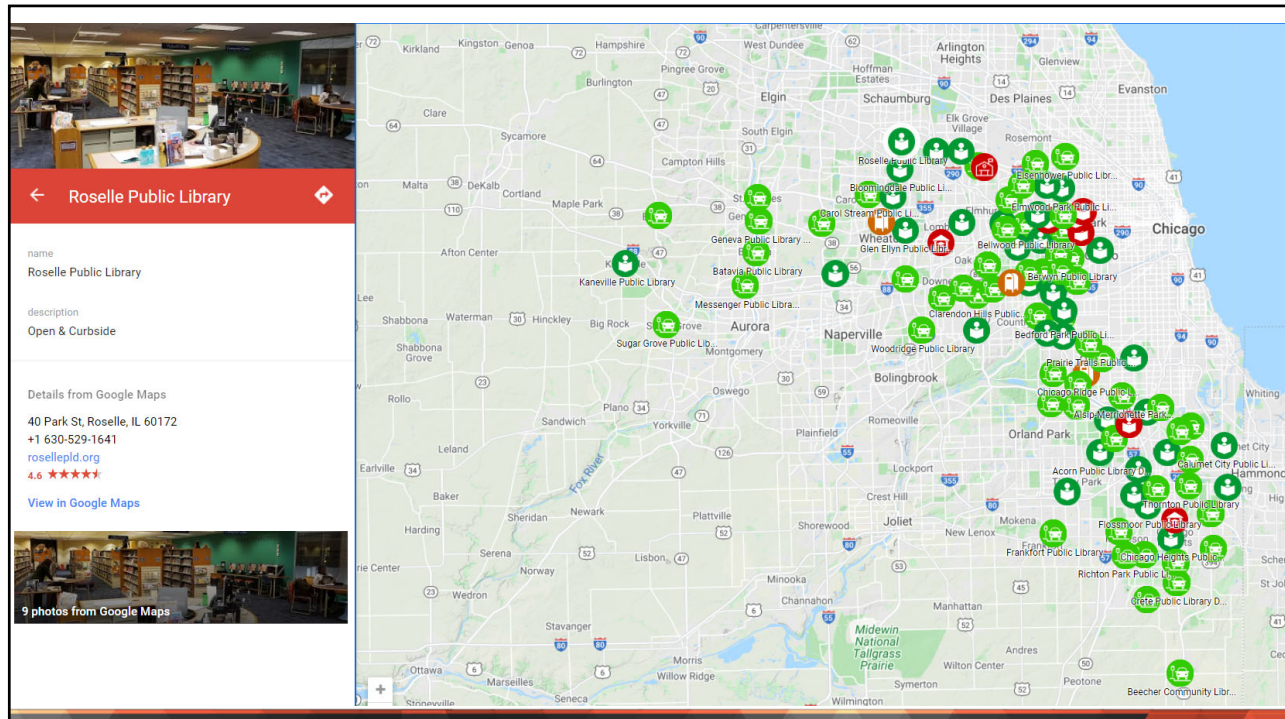 Roselle Public Library
name
Roselle Public Library
description
Open & Curbside
Details from Google Maps
40 Park St, Roselle, IL 60172
+1 630-529-1641
rosellepld.org
4.6
View in Google Maps
9 photos from Google Maps
Carpentersville
Kirkland
Kingston
Genoa
Hampshire
West Dundee
Arlington
Heights
Glenview
Pingree Grove
Hoffman
Estates
Burlington
Elgin
Schaumburg
Des Plaines
Evanston
Clare
Elk Grove
Village
Sycamore
South Elgin
Rosemont
Roselle Public Library
Campton Hills
Eisenhower Public Libr...
Malta
DeKalb
Cortland
Bloomingdale Public Li...
Maple Park
Elmwood Park Public Li...
Carol Stream Public Li...
Chicago
Afton Center
Geneva Public Library ...
Glen Ellyn Public Libr...
Bellwood Public Library
Batavia Public Library
Berwyn Public Library
Kaneville Public Library
Messenger Public Libra...
Clarendon Hills Public...
Shabbona
Waterman
Hinckley
Big Rock
Aurora
Naperville
Bedford Park Public Li...
Sugar Grove Public Lib...
Woodridge Public Library
Shabbona
Grove
Montgomery
Prairie Trails Public...
Bolingbrook
Oswego
Chicago Ridge Public L...
Whiting
Rollo
Plano
Sandwich
Yorkville
Romeoville
Alsip-Merrionette Park...
Plainfield
Orland Park
Leland
Earlville
Lockport
Acorn Public Library D...
Calumet City Public Li...
Hammond
Fox River
Baker
Crest Hill
Thornton Public Library
Sheridan
Newark
Plattville
Harding
Shorewood
Joliet
Mokena
New Lenox
Flossmoor Public Library
Serena
Lisbon
Frankfort Public Library
Chicago Heights Public...
Norway
Minooka
Richton Park Public Li...
Wedron
Channahon
Manhattan
Crete Public Library D...
Stavanger
Midewin
National
Tallgrass
Prairie
Andres
Morris
Wilton Center
Ottawa
Willow Ridge
Peotone
Marseilles
Symerton
Beecher Community Libr...
Seneca
Wilmington